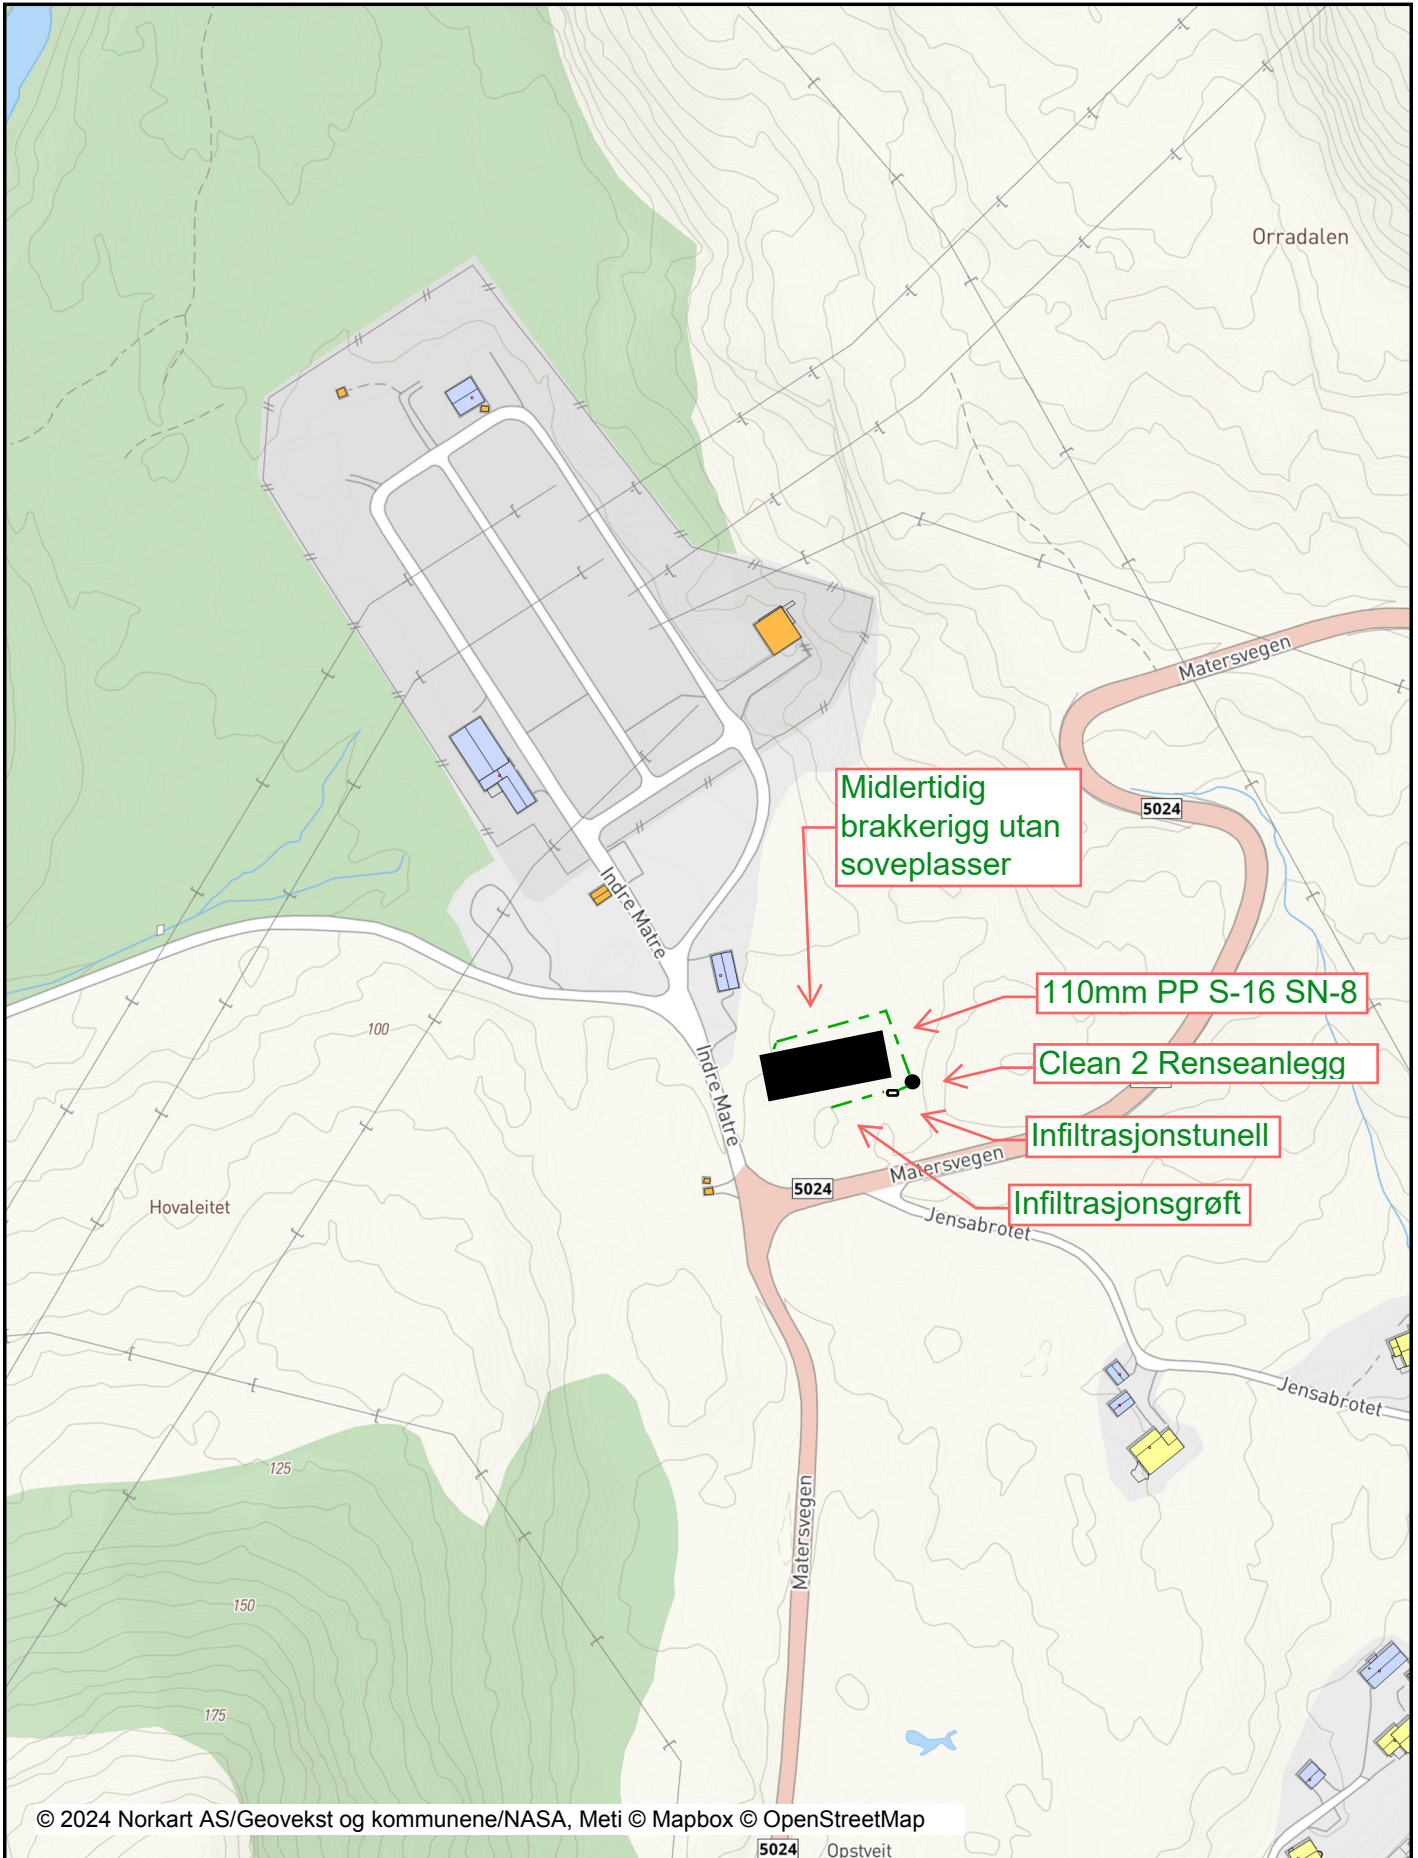 Orradalen
Matersvegen
Midlertidig
brakkerigg utan
soveplasser
5024
Indre Matre
110mm PP S-16 SN-8
100
Clean 2 Renseanlegg
Indre Matre
Infiltrasjonstunell
Matersvegen
5024
Infiltrasjonsgrøft
Hovaleitet
Jensabrotet
Jensabrotet
125
Matersvegen
150
175
© 2024 Norkart AS/Geovekst og kommunene/NASA, Meti © Mapbox © OpenStreetMap
5024
Opstveit